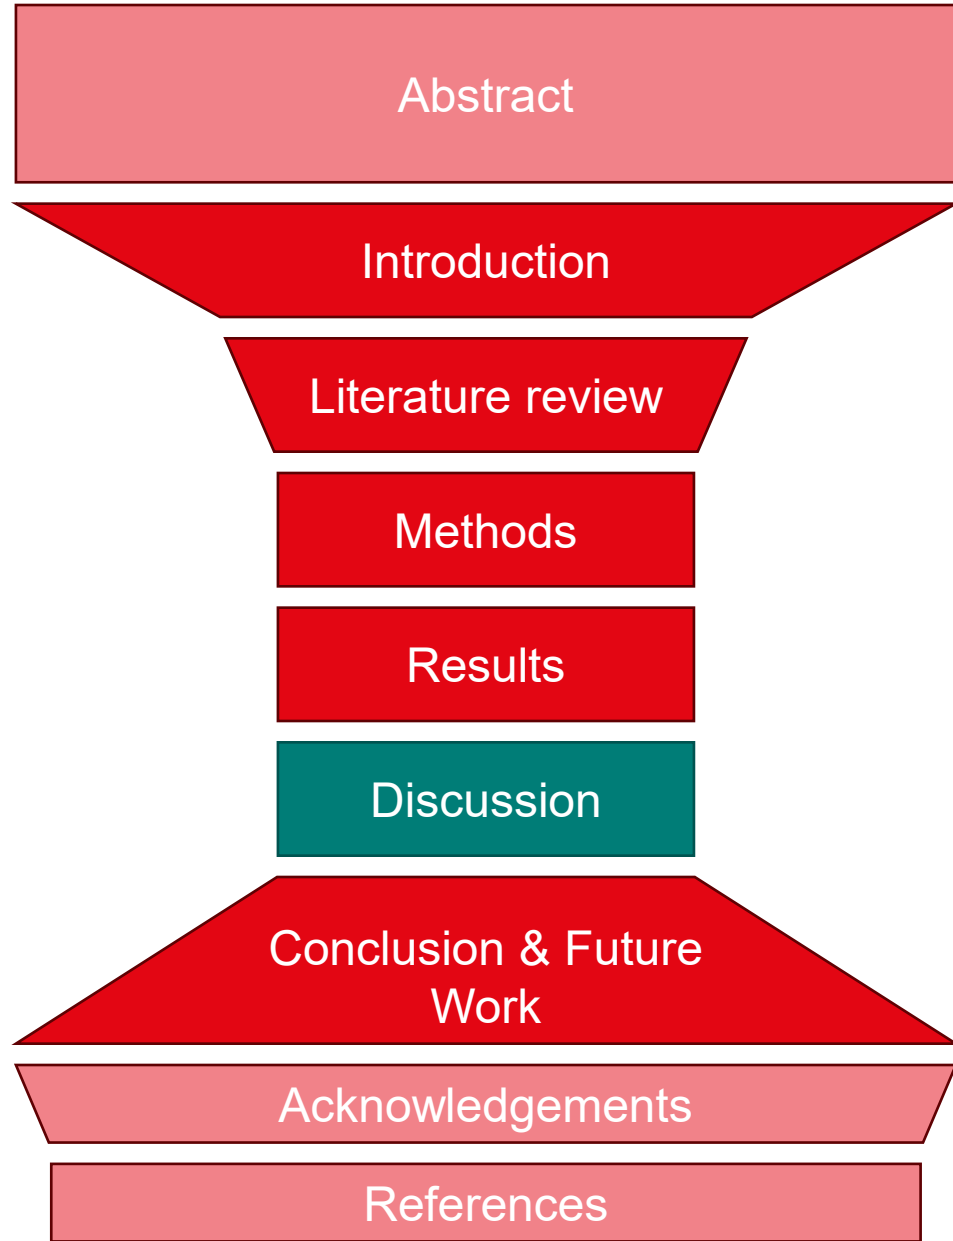 Abstract
Introduction
Literature review
Methods
Results
Discussion
Conclusion & Future
Work
Acknowledgements
References